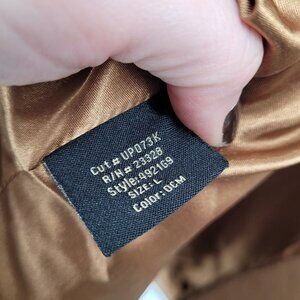 Cut# UP073K
R/N# 23328
Style: 492169
SIZE: L
Color: DCM